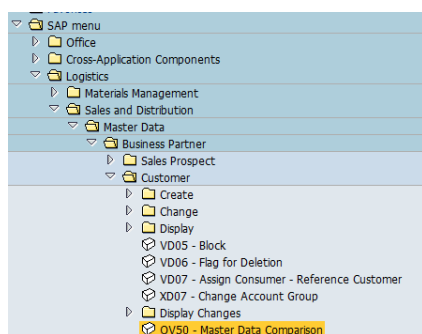 SAP menu
Office
Cross-Application Components
Logistics
Materials Management
Sales and Distribution
Master Data
Business Partner
Sales Prospect
Customer
Create
Change
Display
VD05 - Block
VD06 - Flag for Deletion
VD07 - Assign Consumer - Reference Customer
XD07 - Change Account Group
Display Changes
OV50 - Master Data Comparison